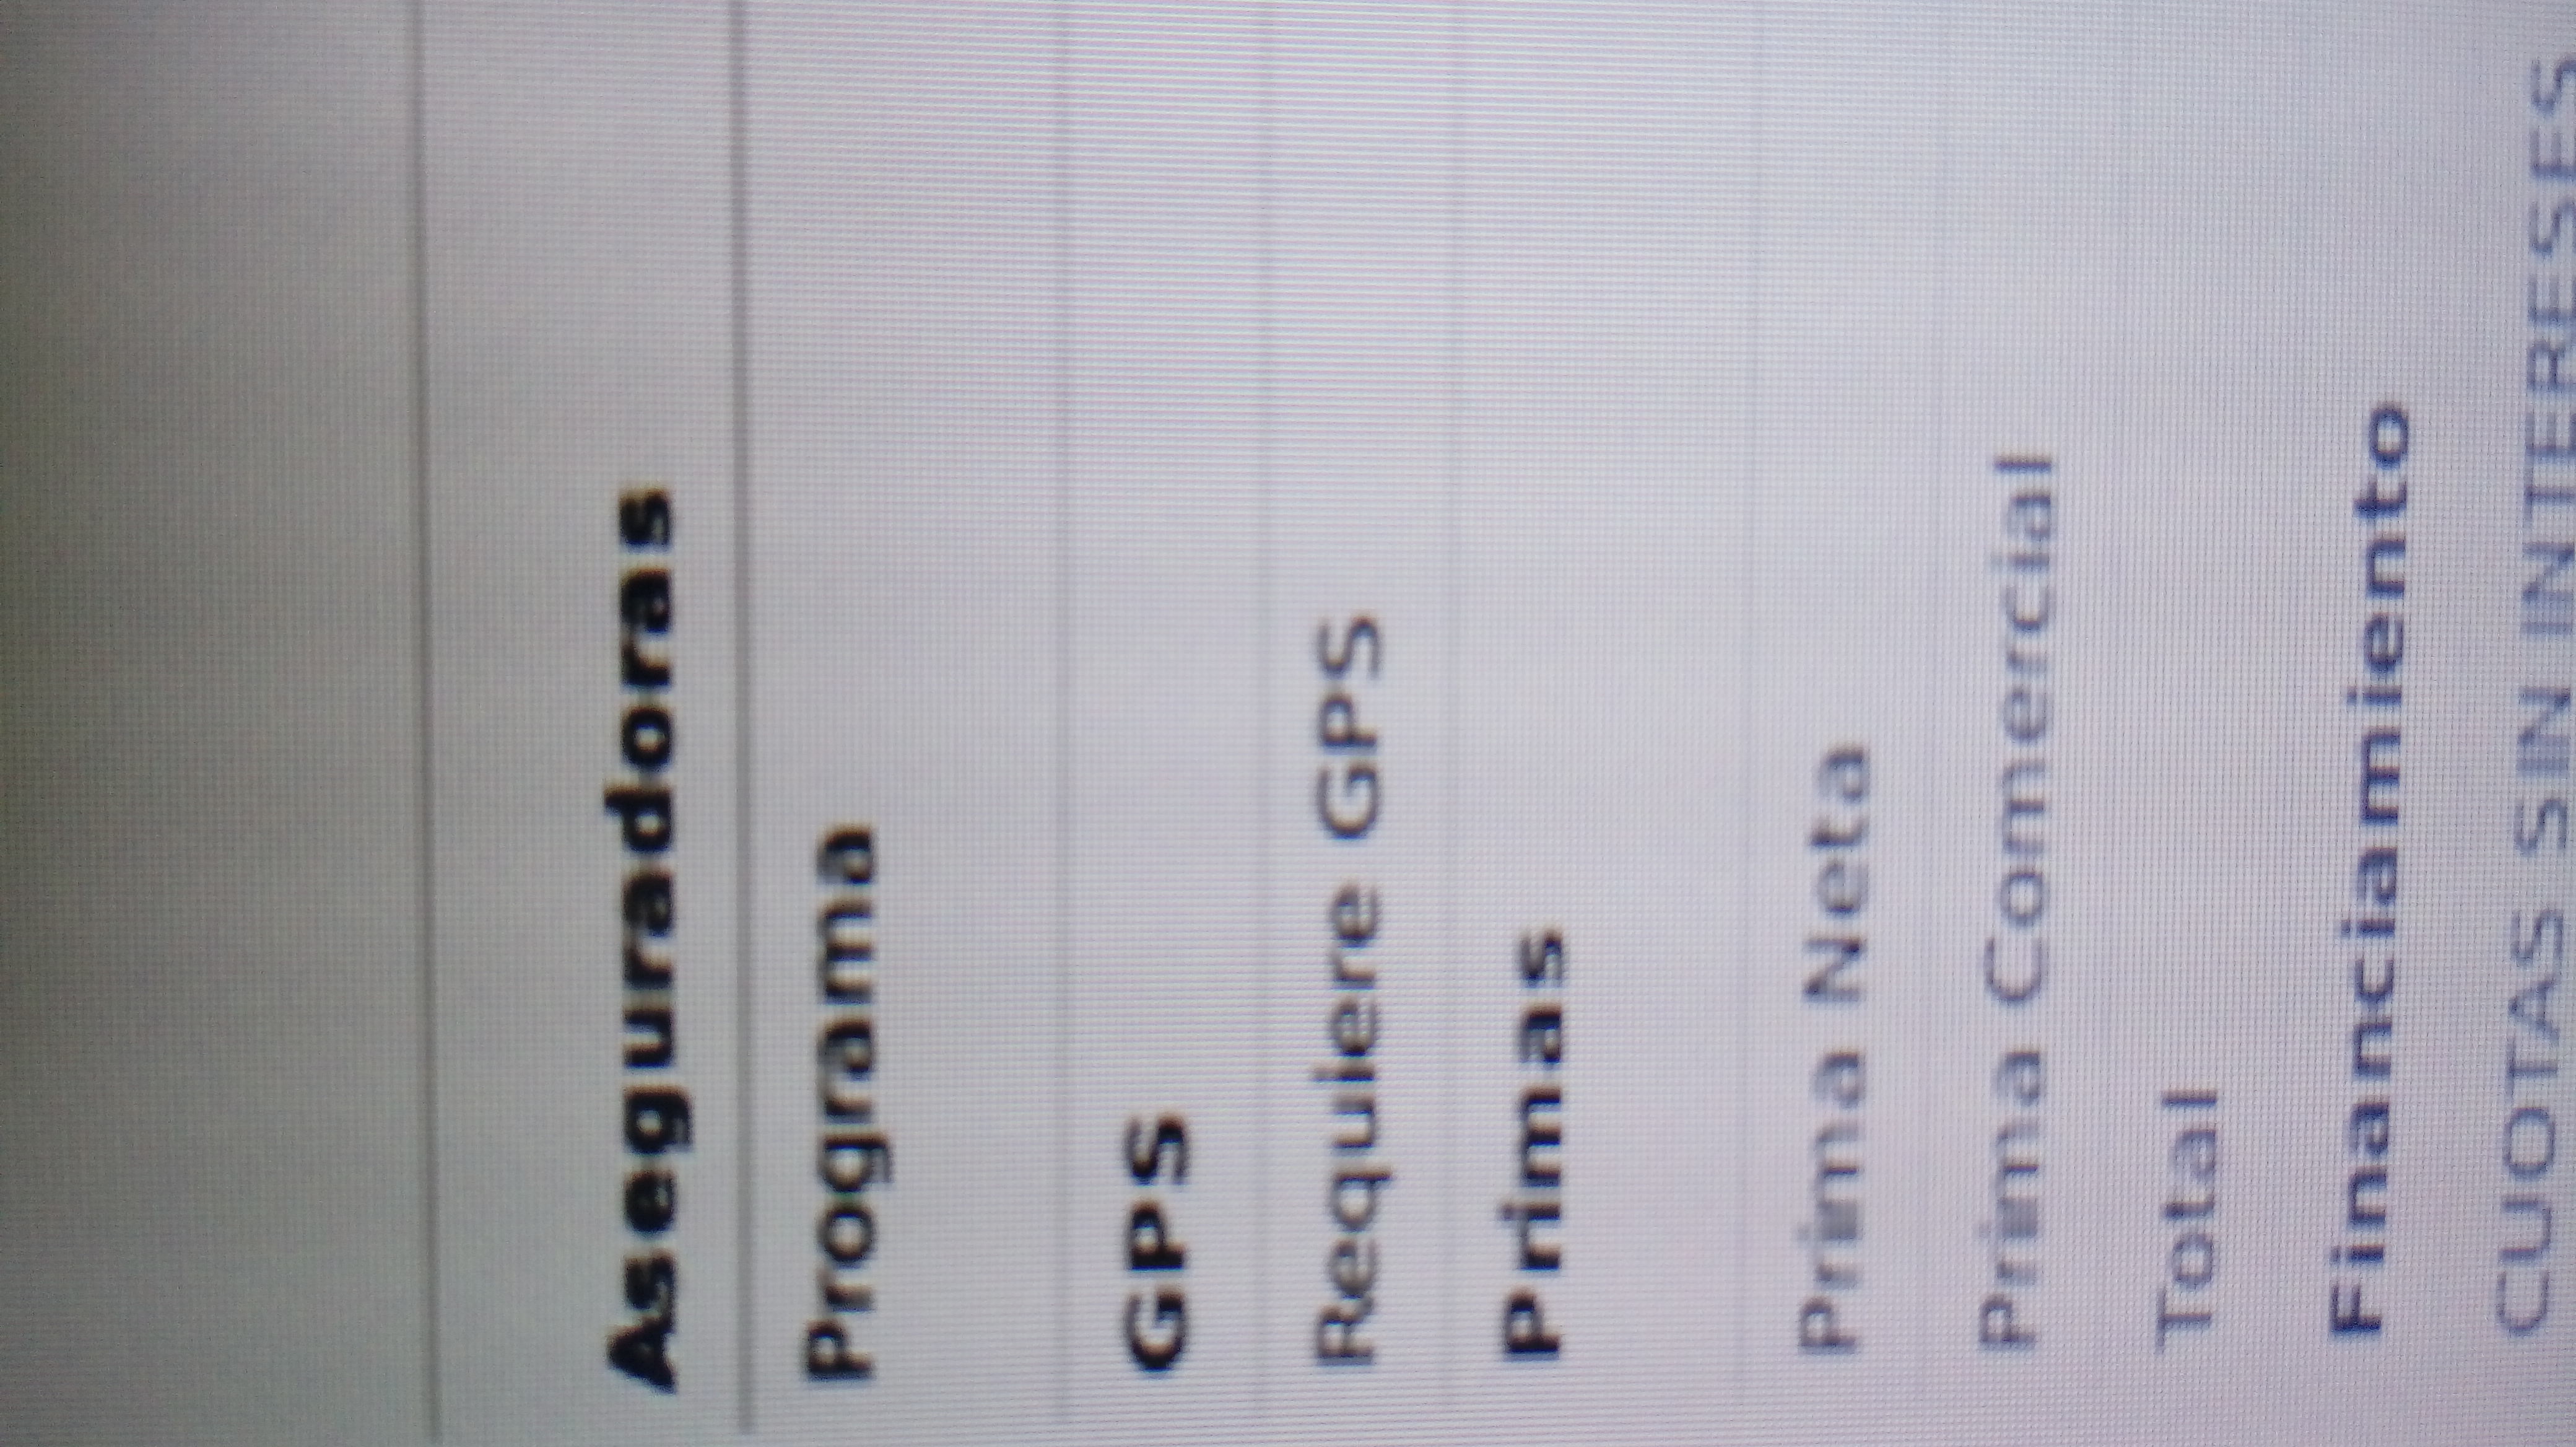 Aseguradoras
Programa
GPS
Requiere GPS
Primas
Prima Neta
Prima Comercial
Total
Financiamiento
CUOTAS SIN INTERESES